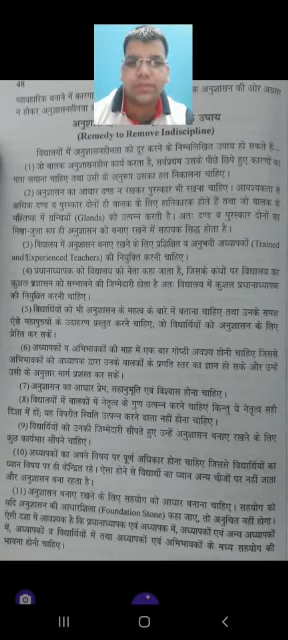 48
व्यावहारिक बनाने में
अनुशासन की ओर अग्रसर
न होकर अनुशासनहीनता
उपाय
(Remedy to Remove Indiscipline)
विद्यालयों में अनुशासनहीनता को दूर करने के निम्नलिखित उपाय हो सकते हैं–
(1) जो बालक अनुशासनहीन कार्य करता है, सर्वप्रथम उसके पीछे छिपे हुए कारणों का
पता लगाना चाहिए तथा उसी के अनुरूप उसका हल निकालना चाहिए।
(2) अनुशासन का आधार दण्ड न रखकर पुरस्कार भी रखना चाहिए। आवश्यकता से
अधिक दण्ड व पुरस्कार दोनों ही बालक के लिए हानिकारक होते हैं तथा जो बालक के
मस्तिष्क में ग्रन्थियों (Glands) को उत्पन्न करती है। अतः दण्ड व पुरस्कार दोनों का
मिला-जुला रूप ही अनुशासन को बनाए रखने में सहायक सिद्ध होता है।
(3) विद्यालय में अनुशासन बनाए रखने के लिए प्रशिक्षित व अनुभवी अध्यापकों (Trained
and Experienced Teachers) की नियुक्ति करनी चाहिए।
(4) प्रधानाध्यापक को विद्यालय का नेता कहा जाता है, जिसके कंधों पर विद्यालय का
कुशल प्रशासन को सम्भालने की जिम्मेदारी होता है अतः विद्यालय में कुशल प्रधानाध्यापक
की नियुक्ति करनी चाहिए।
(5) विद्यार्थियों को भी अनुशासन के महत्व के बारे में बताना चाहिए तथा उनके समक्ष
ऐसे महापुरुषों के उदाहरण प्रस्तुत करने चाहिए, जो विद्यार्थियों को अनुशासन के लिए
प्रेरित कर सकें।
(6) अध्यापकों व अभिभावकों की माह में एक बार गोष्टी अवश्य होनी चाहिए जिससे
अभिभावकों को अध्यापक द्वारा उनके बालकों के प्रगति स्तर का ज्ञान हो सके और उन्हें
उसी के अनुसार मार्ग प्रशस्त कर सकें।
(7) अनुशासन का आधार प्रेम, सहानुभूति एवं विश्वास होना चाहिए।
(8) विद्यालयों में बालकों में नेतृत्व के गुण उत्पन्न करने चाहिएं किन्तु ये नेतृत्व सही
दिशा में हों; यह विपरीत स्थिति उत्पन्न करने वाला नहीं होना चाहिए।
(9) विद्यार्थियों को उनकी जिम्मेदारी सौंपते हुए उन्हें अनुशासन बनाए रखने के लिए
कुछ कार्यभार सौंपने चाहिएं।
(10) अध्यापकों का अपने विषय पर पूर्ण अधिकार होना चाहिए जिससे विद्यार्थियों का
ध्यान विषय पर ही केन्द्रित रहे। ऐसा होने से विद्यार्थी का ध्यान अन्य चीजों पर नहीं जाता
और अनुशासन बना रहता है।
(11) अनुशासन बनाए रखने के लिए सहयोग को आधार बनाना चाहिए। सहयोग को
यदि अनुशासन की आधारशिला (Foundation Stone) कहा जाए, तो अनुचित नहीं होगा।
ऐसी दशा में आवश्यक है कि प्रधानाध्यापक एवं अध्यापक में, अध्यापकों एवं अन्य अध्यापकों
में, अध्यापकों व विद्यार्थियों में तथा अध्यापकों एवं अभिभावकों के मध्य सहयोग की
भावना होनी चाहिए।